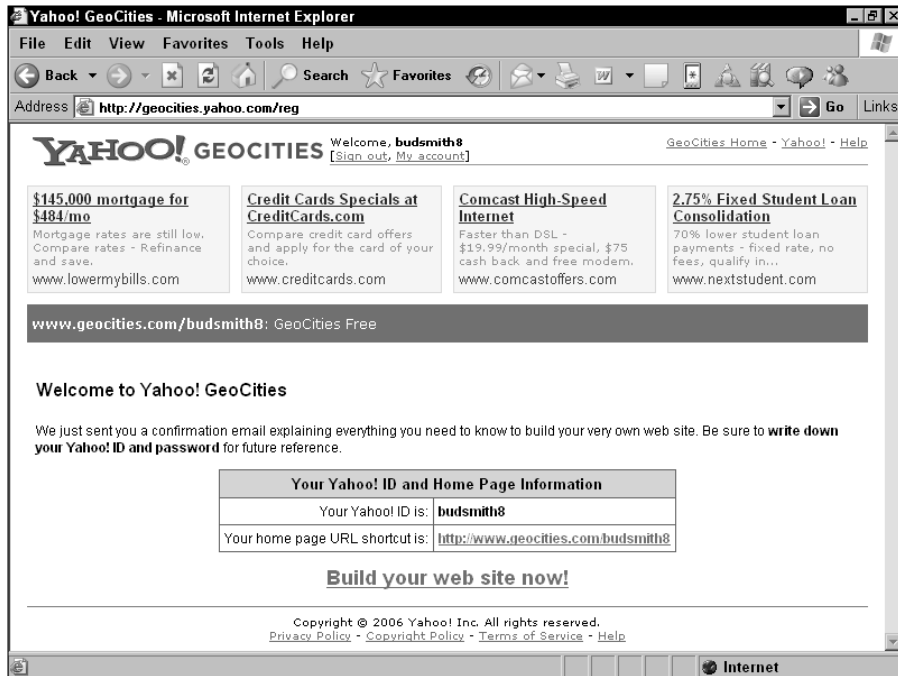 Yahoo! GeoCities - Microsoft Internet Explorer
File Edit View Favorites Tools Help
Back Search Favorites
Address http://geocities.yahoo.com/reg Go Links
YAHOO! GEOCITIES
Welcome, budsmith8
[Sign out, My account]
GeoCities Home - Yahoo! - Help
$145,000 mortgage for
$484/mo
Mortgage rates are still low.
Compare rates - Refinance
and save.
www.lowermybills.com
Credit Cards Specials at
CreditCards.com
Compare credit card offers
and apply for the card of your
choice.
www.creditcards.com
Comcast High-Speed
Internet
Faster than DSL -
$19.99/month special, $75
cash back and free modem.
www.comcastoffers.com
2.75% Fixed Student Loan
Consolidation
70% lower student loan
payments - fixed rate, no
fees, qualify in...
www.nextstudent.com
www.geocities.com/budsmith8: GeoCities Free
Welcome to Yahoo! GeoCities
We just sent you a confirmation email explaining everything you need to know to build your very own web site. Be sure to write down
your Yahoo! ID and password for future reference.
Your Yahoo! ID and Home Page Information
Your Yahoo! ID is: budsmith8
Your home page URL shortcut is: http://www.geocities.com/budsmith8
Build your web site now!
Copyright © 2006 Yahoo! Inc. All rights reserved.
Privacy Policy - Copyright Policy - Terms of Service - Help
Internet